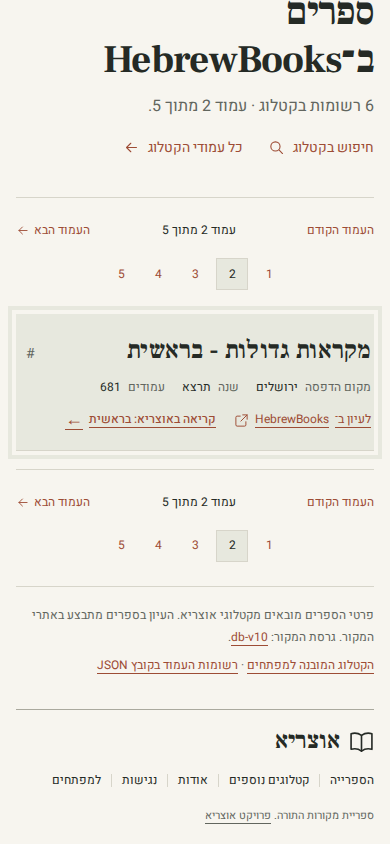 ספרים
ב־HebrewBooks
6 רשומות בקטלוג · עמוד 2 מתוך 5.
חיפוש בקטלוג כל עמודי הקטלוג ←
העמוד הקודם עמוד 2 מתוך 5 העמוד הבא ←
1 2 3 4 5
מקראות גדולות - בראשית #
מקום הדפסה ירושלים שנה תרצא עמודים 681
לעיון ב־ HebrewBooks קריאה באוצריא: בראשית ←
העמוד הקודם עמוד 2 מתוך 5 העמוד הבא ←
1 2 3 4 5
פרטי הספרים מובאים מקטלוגי אוצריא. העיון בספרים מתבצע באתרי
המקור. גרסת המקור: db-v10.
הקטלוג המובנה למפתחים · רשומות העמוד בקובץ JSON
אוצריא
הספרייה קטלוגים נוספים אודות נגישות למפתחים
ספריית מקורות התורה. פרויקט אוצריא